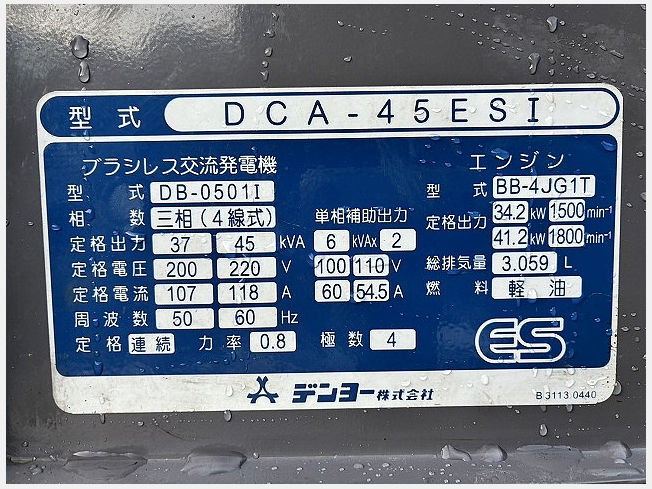 型式 DCA-45ESI
ブラシレス交流発電機
型式 DB-0501I
相数 三相(4線式) 単相補助出力
定格出力 37 45 kVA 6 kVAx 2
定格電圧 200 220 V 100 110 V
定格電流 107 118 A 60 54.5 A
周波数 50 60 Hz
定格 連続 力率 0.8 極数 4
エンジン
型式 BB-4JG1T
定格出力 34.2 kW 1500 min⁻¹
41.2 kW 1800 min⁻¹
総排気量 3.059 L
燃料 軽油
ES
デンヨー株式会社
B3113 0440